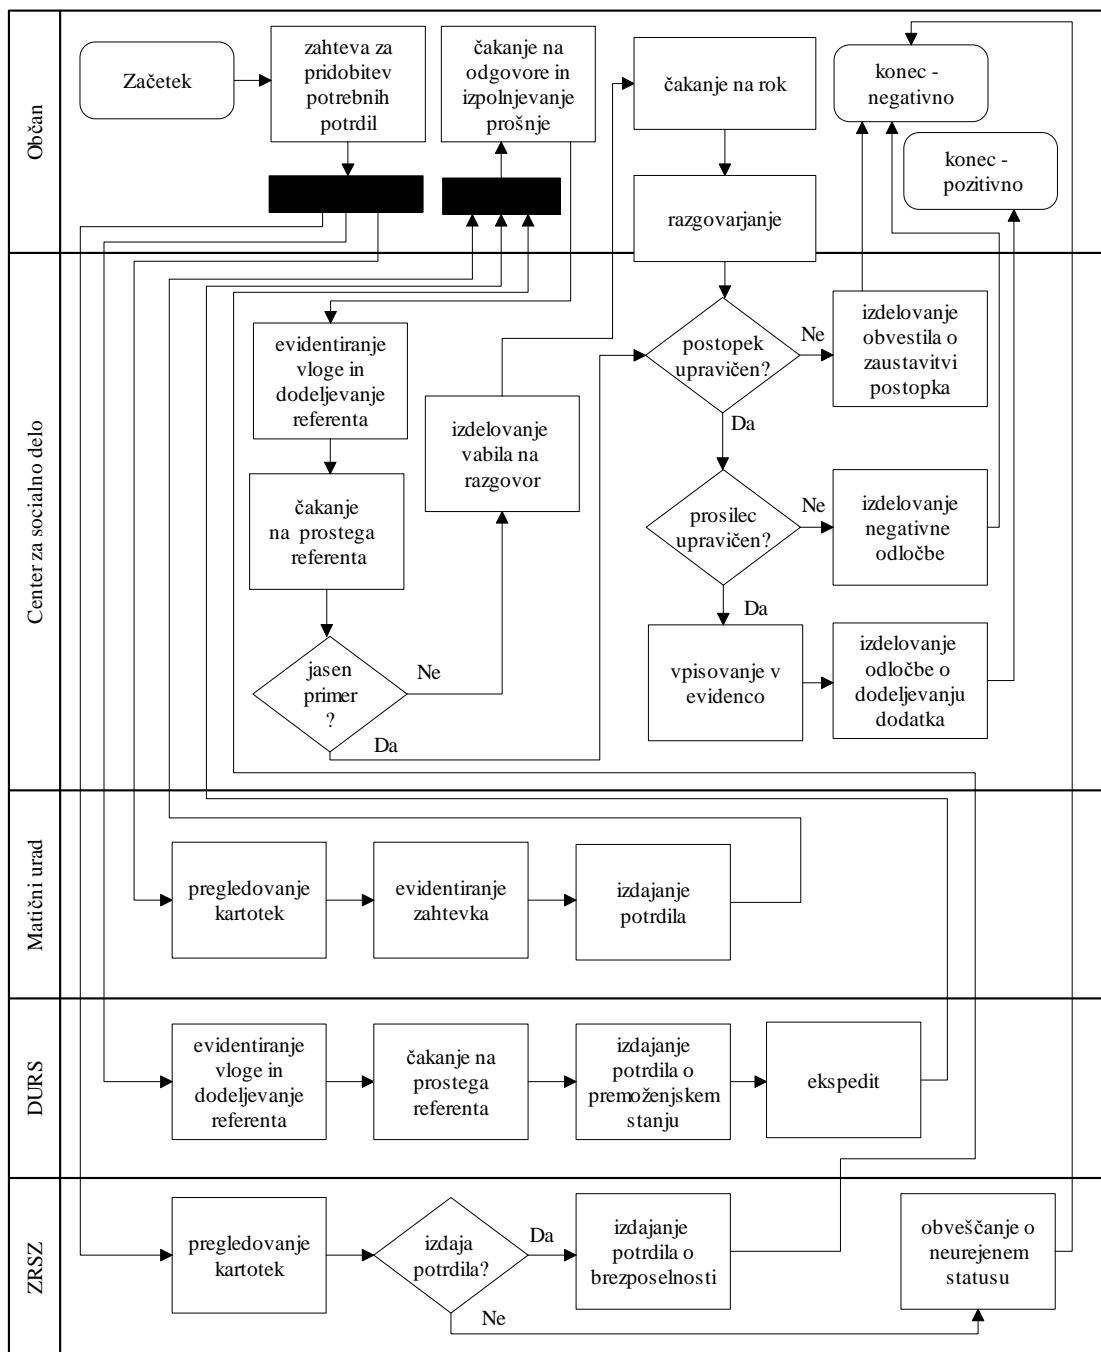 Občan
Začetek
zahteva za
pridobitev
potrebnih
potrdil
čakanje na
odgovore in
izpolnjevanje
prošnje
čakanje na rok
konec -
negativno
konec -
pozitivno
razgovarjanje
Center za socialno delo
evidentiranje
vloge in
dodeljevanje
referenta
izdelovanje
vabila na
razgovor
postopek
upravičen?
Ne
izdelovanje
obvestila o
zaustavitvi
postopka
Da
čakanje
na prostega
referenta
prosilec
upravičen?
Ne
izdelovanje
negativne
odločbe
Da
jasen
primer
?
Ne
Da
vpisovanje v
evidenco
izdelovanje
odločbe o
dodeljevanju
dodatka
Matični urad
pregledovanje
kartotek
evidentiranje
zahtevka
izdajanje
potrdila
DURS
evidentiranje
vloge in
dodeljevanje
referenta
čakanje na
prostega
referenta
izdajanje
potrdila o
premoženjskem
stanju
ekspedit
ZRSZ
pregledovanje
kartotek
izdaja
potrdila?
Da
Ne
izdajanje
potrdila o
brezposelnosti
obveščanje o
neurejenem
statusu